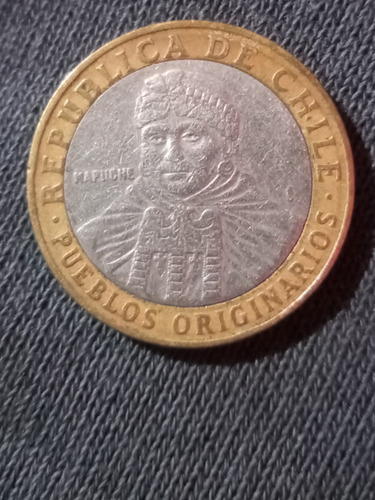 · REPUBLICA DE CHILE ·
MAPUCHE
PUEBLOS ORIGINARIOS